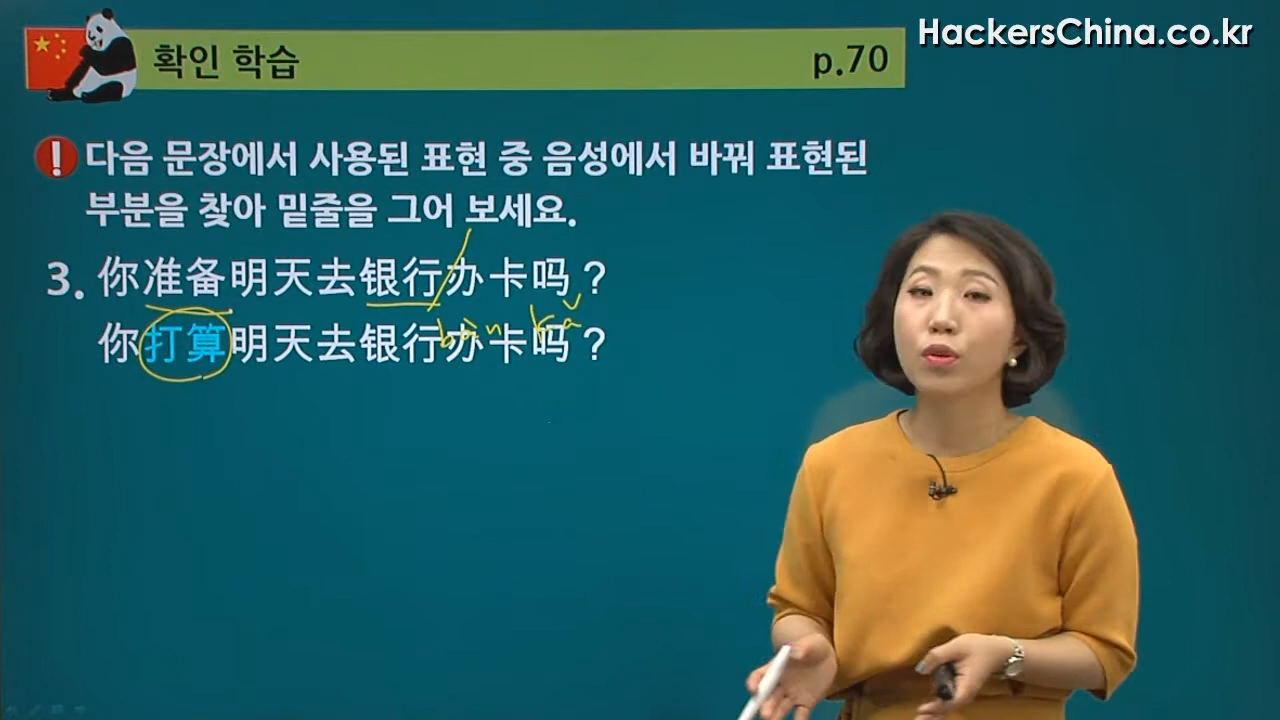 HackersChina.co.kr
확인 학습 p.70
! 다음 문장에서 사용된 표현 중 음성에서 바꿔 표현된
부분을 찾아 밑줄을 그어 보세요.
3. 你准备明天去银行办卡吗？
bàn kǎ
你打算明天去银行办卡吗？